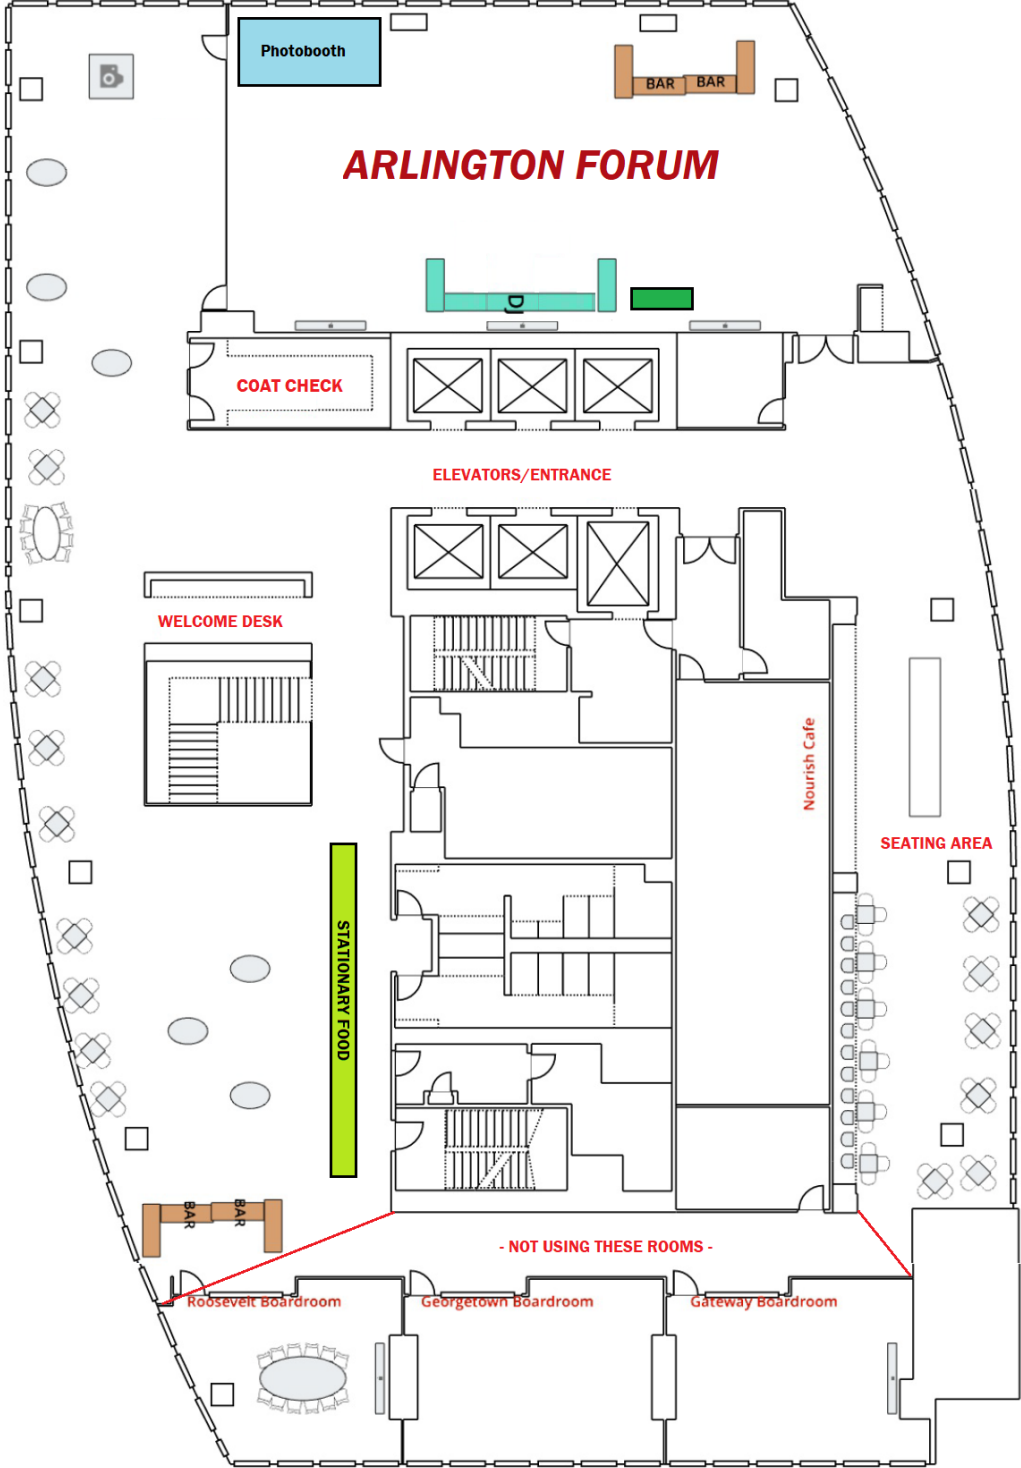 Photobooth
BAR
BAR
ARLINGTON FORUM
DJ
COAT CHECK
ELEVATORS/ENTRANCE
WELCOME DESK
Nourish Cafe
SEATING AREA
STATIONARY FOOD
BAR
BAR
- NOT USING THESE ROOMS -
Roosevelt Boardroom
Georgetown Boardroom
Gateway Boardroom